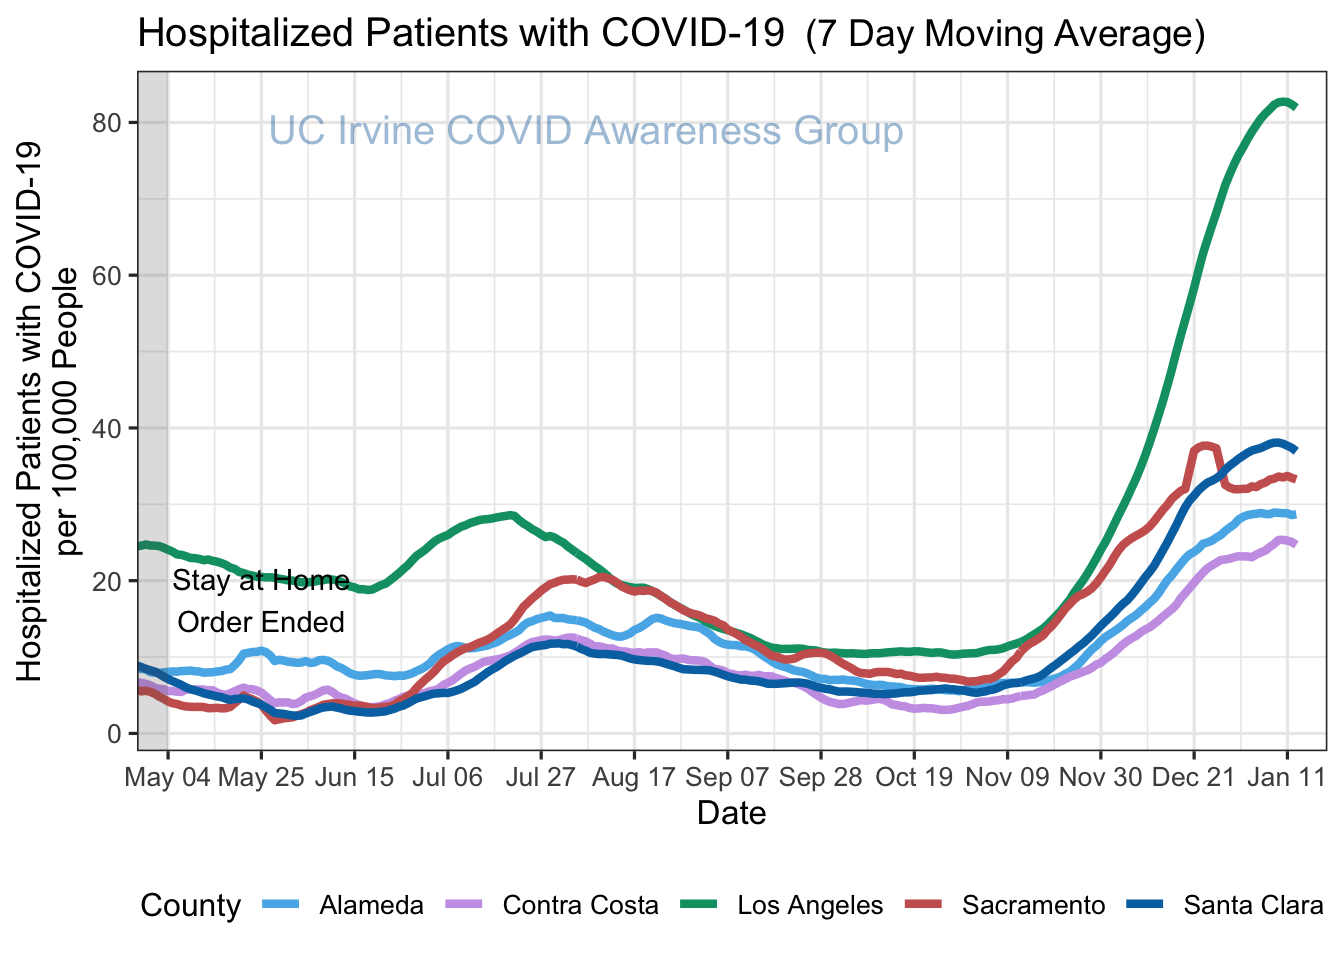 Hospitalized Patients with COVID-19  (7 Day Moving Average)
UC Irvine COVID Awareness Group
Hospitalized Patients with COVID-19
per 100,000 People
80
60
40
20
0
Stay at Home
Order Ended
May 04 May 25 Jun 15 Jul 06 Jul 27 Aug 17 Sep 07 Sep 28 Oct 19 Nov 09 Nov 30 Dec 21 Jan 11
Date
County Alameda Contra Costa Los Angeles Sacramento Santa Clara